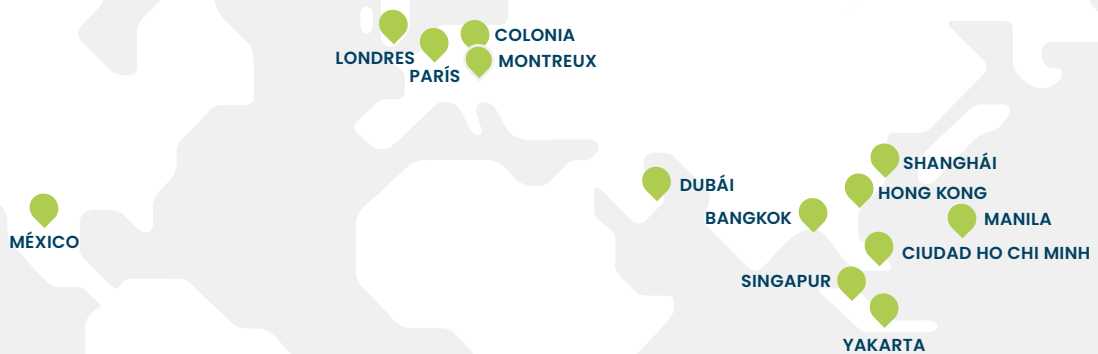 COLONIA
LONDRES
MONTREUX
PARÍS
SHANGHÁI
DUBÁI
HONG KONG
BANGKOK
MANILA
MÉXICO
CIUDAD HO CHI MINH
SINGAPUR
YAKARTA